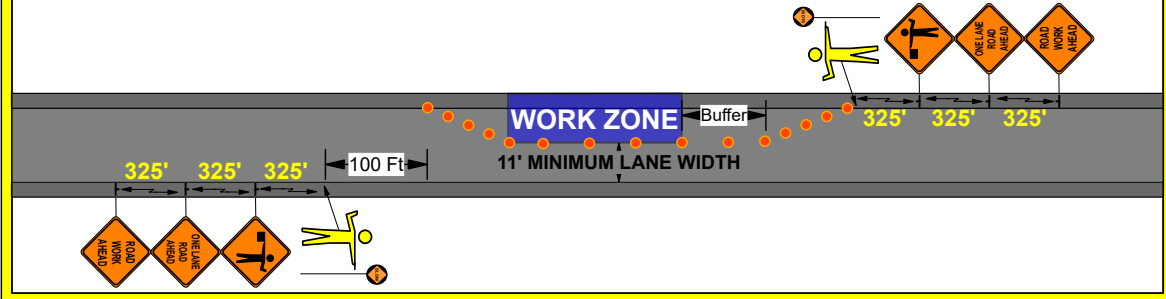 ONE LANE
ROAD
AHEAD
ROAD
WORK
AHEAD
WORK ZONE
Buffer
325'
325'
325'
11' MINIMUM LANE WIDTH
100 Ft
325'
325'
325'
ROAD
WORK
AHEAD
ONE LANE
ROAD
AHEAD